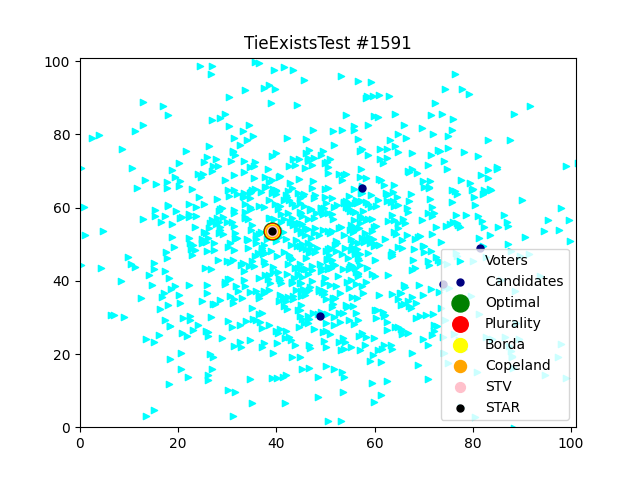 TieExistsTest #1591
100
80
60
40
20
0
0 20 40 60 80 100
Voters
Candidates
Optimal
Plurality
Borda
Copeland
STV
STAR